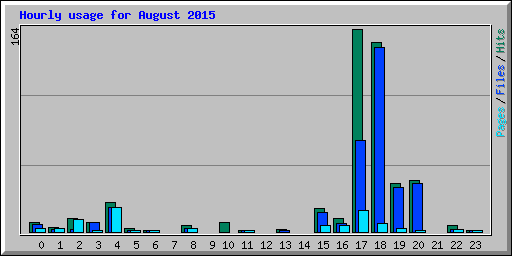 Hourly usage for August 2015
164
Pages/Files/Hits
0 1 2 3 4 5 6 7 8 9 10 11 12 13 14 15 16 17 18 19 20 21 22 23